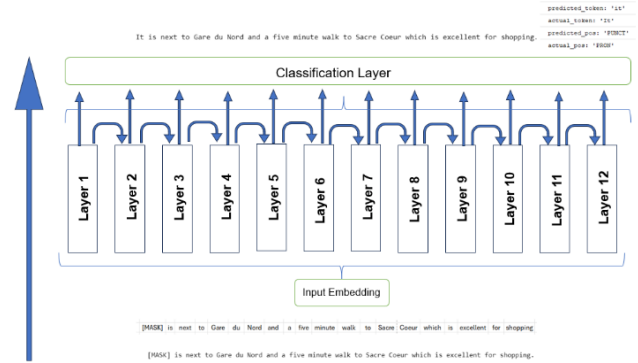 predicted_token: 'it'
actual_token: 'It'
predicted_pos: 'PUNCT'
actual_pos: 'PRON'
It is next to Gare du Nord and a five minute walk to Sacre Coeur which is excellent for shopping.
Classification Layer
Layer 1
Layer 2
Layer 3
Layer 4
Layer 5
Layer 6
Layer 7
Layer 8
Layer 9
Layer 10
Layer 11
Layer 12
Input Embedding
[MASK] is next to Gare du Nord and a five minute walk to Sacre Coeur which is excellent for shopping
[MASK] is next to Gare du Nord and a five minute walk to Sacre Coeur which is excellent for shopping.